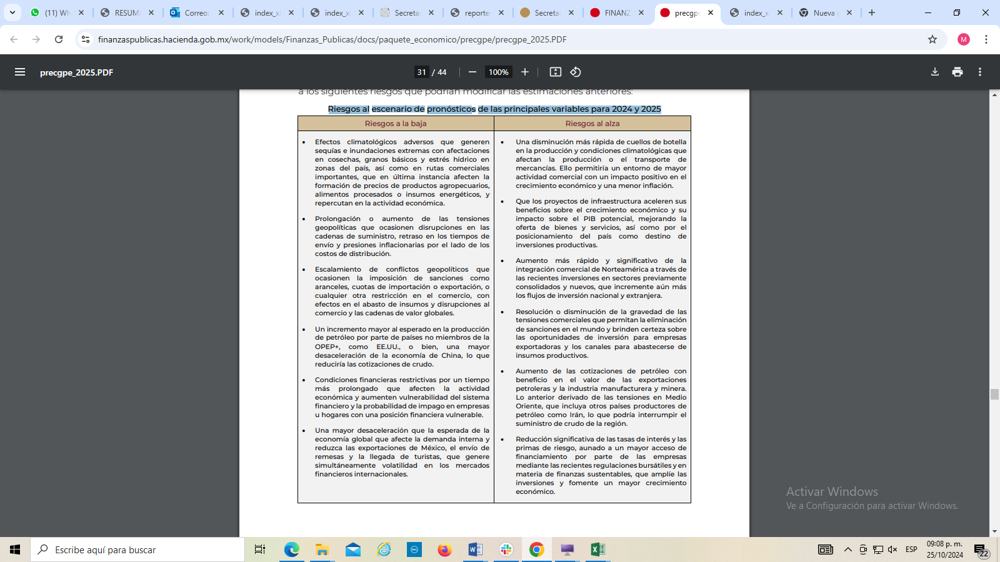 (11) Wh
RESUM
Correo:
index_x
index_x
Secreta
reporte
Secreta
FINANZ
precgp
index_x
Nueva
finanzaspublicas.hacienda.gob.mx/work/models/Finanzas_Publicas/docs/paquete_economico/precgpe/precgpe_2025.PDF
M
precgpe_2025.PDF
31 / 44
100%
a los siguientes riesgos que podrían modificar las estimaciones anteriores:
Riesgos al escenario de pronósticos de las principales variables para 2024 y 2025
Riesgos a la baja
• Efectos climatológicos adversos que generen
sequías e inundaciones extremas con afectaciones
en cosechas, granos básicos y estrés hídrico en
zonas del país, así como en rutas comerciales
importantes, que en última instancia afecten la
formación de precios de productos agropecuarios,
alimentos procesados o insumos energéticos, y
repercutan en la actividad económica.
• Prolongación o aumento de las tensiones
geopolíticas que ocasionen disrupciones en las
cadenas de suministro, retraso en los tiempos de
envío y presiones inflacionarias por el lado de los
costos de distribución.
• Escalamiento de conflictos geopolíticos que
ocasionen la imposición de sanciones como
aranceles, cuotas de importación o exportación, o
cualquier otra restricción en el comercio, con
efectos en el abasto de insumos y disrupciones al
comercio y las cadenas de valor globales.
• Un incremento mayor al esperado en la producción
de petróleo por parte de países no miembros de la
OPEP+, como EE.UU., o bien, una mayor
desaceleración de la economía de China, lo que
reduciría las cotizaciones de crudo.
• Condiciones financieras restrictivas por un tiempo
más prolongado que afecten la actividad
económica y aumenten vulnerabilidad del sistema
financiero y la probabilidad de impago en empresas
u hogares con una posición financiera vulnerable.
• Una mayor desaceleración que la esperada de la
economía global que afecte la demanda interna y
reduzca las exportaciones de México, el envío de
remesas y la llegada de turistas, que genere
simultáneamente volatilidad en los mercados
financieros internacionales.
Riesgos al alza
• Una disminución más rápida de cuellos de botella
en la producción y condiciones climatológicas que
afectan la producción o el transporte de
mercancías. Ello permitiría un entorno de mayor
actividad comercial con un impacto positivo en el
crecimiento económico y una menor inflación.
• Que los proyectos de infraestructura aceleren sus
beneficios sobre el crecimiento económico y su
impacto sobre el PIB potencial, mejorando la
oferta de bienes y servicios, así como por el
posicionamiento del país como destino de
inversiones productivas.
• Aumento más rápido y significativo de la
integración comercial de Norteamérica a través de
las recientes inversiones en sectores previamente
consolidados y nuevos, que incremente aún más
los flujos de inversión nacional y extranjera.
• Resolución o disminución de la gravedad de las
tensiones comerciales que permitan la eliminación
de sanciones en el mundo y brinden certeza sobre
las oportunidades de inversión para empresas
exportadoras y los canales para abastecerse de
insumos productivos.
• Aumento de las cotizaciones de petróleo con
beneficio en el valor de las exportaciones
petroleras y la industria manufacturera y minera.
Lo anterior derivado de las tensiones en Medio
Oriente, que incluya otros países productores de
petróleo como Irán, lo que podría interrumpir el
suministro de crudo de la región.
• Reducción significativa de las tasas de interés y las
primas de riesgo, aunado a un mayor acceso de
financiamiento por parte de las empresas
mediante las recientes regulaciones bursátiles y en
materia de finanzas sustentables, que amplíe las
inversiones y fomente un mayor crecimiento
económico.
Activar Windows
Ve a Configuración para activar Windows.
Escribe aquí para buscar
DELL
ESP
09:08 p. m.
25/10/2024
22